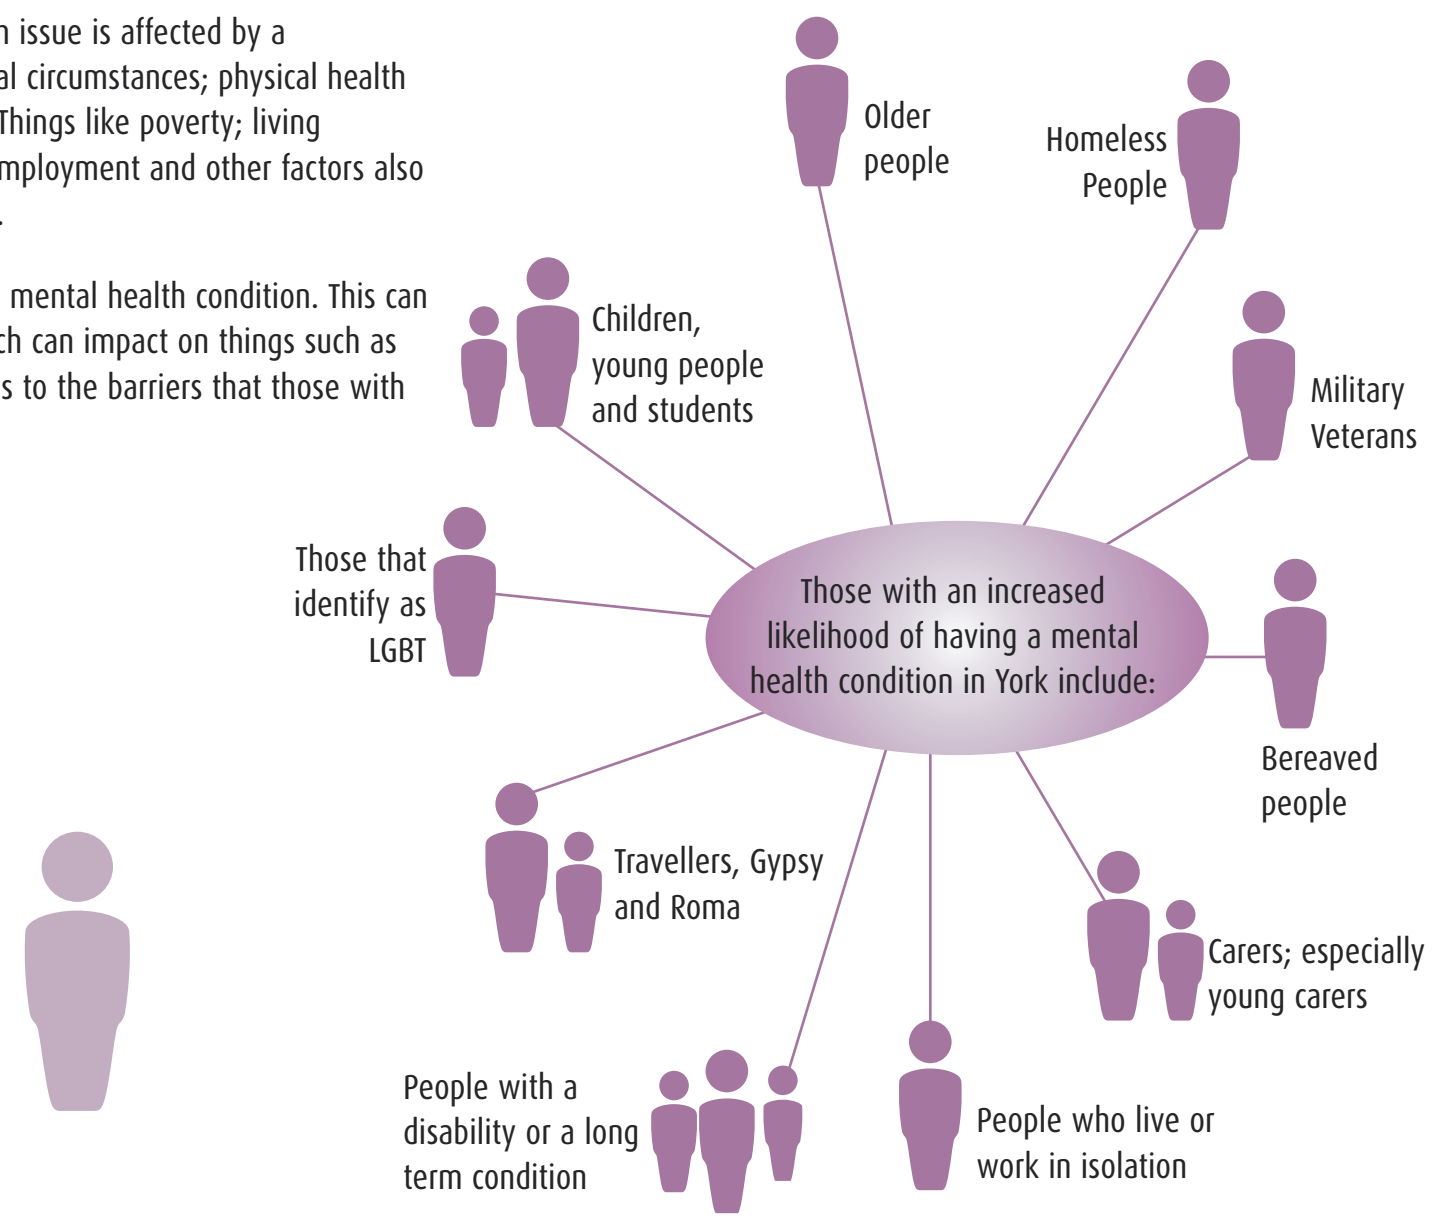 n issue is affected by a
al circumstances; physical health
Things like poverty; living
mployment and other factors also
.
mental health condition. This can
ch can impact on things such as
s to the barriers that those with
Older
people
Homeless
People
Children,
young people
and students
Military
Veterans
Those that
identify as
LGBT
Those with an increased
likelihood of having a mental
health condition in York include:
Bereaved
people
Travellers, Gypsy
and Roma
Carers; especially
young carers
People with a
disability or a long
term condition
People who live or
work in isolation